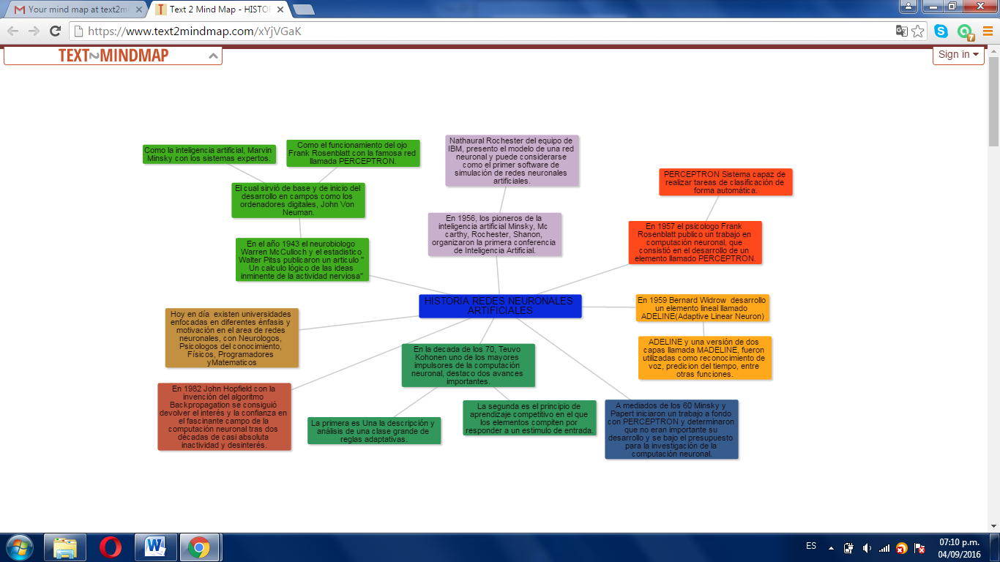 Your mind map at text2m
Text 2 Mind Map - HISTO
https://www.text2mindmap.com/xYjVGaK
7
TEXT2MINDMAP
Sign in
Como la inteligencia artificial, Marvin
Minsky con los sistemas expertos.
Como el funcionamiento del ojo
Frank Rosenblatt con la famosa red
llamada PERCEPTRON.
El cual sirvió de base y de inicio del
desarrollo en campos como los
ordenadores digitales, John Von
Neuman.
En el año 1943 el neurobiologo
Warren McCulloch y el estadistico
Walter Pitss publicaron un articulo "
Un calculo lógico de las ideas
inminente de la actividad nerviosa"
Nathaural Rochester del equipo de
IBM, presento el modelo de una red
neuronal y puede considerarse
como el primer software de
simulación de redes neuronales
artificiales.
En 1956, los pioneros de la
inteligencia artificial Minsky, Mc
carthy, Rochester, Shanon,
organizaron la primera conferencia
de Inteligencia Artificial.
PERCEPTRON Sistema capaz de
realizar tareas de clasificación de
forma automática.
En 1957 el psicologo Frank
Rosenblatt publico un trabajo en
computación neuronal, que
consistió en el desarrollo de un
elemento llamado PERCEPTRON.
HISTORIA REDES NEURONALES
ARTIFICIALES
En 1959 Bernard Widrow  desarrollo
un elemento lineal llamado
ADELINE(Adaptive Linear Neuron)
ADELINE y una versión de dos
capas llamada MADELINE, fueron
utilizadas como reconocimiento de
voz, predicion del tiempo, entre
otras funciones.
Hoy en día  existen universidades
enfocadas en diferentes énfasis y
motivación en el area de redes
neuronales, con Neurologos,
Psicologos del conocimiento,
Físicos, Programadores
yMatematicos
En la decada de los 70, Teuvo
Kohonen uno de los mayores
impulsores de la computación
neuronal, destaco dos avances
importantes.
En 1982 John Hopfield con la
invención del algoritmo
Backpropagation se consiguió
devolver el interés y la confianza en
el fascinante campo de la
computación neuronal tras dos
décadas de casi absoluta
inactividad y desinterés.
La primera es Una la descripción y
análisis de una clase grande de
reglas adaptativas.
La segunda es el principio de
aprendizaje competitivo en el que
los elementos compiten por
responder a un estimulo de entrada.
A mediados de los 60 Minsky y
Papert iniciaron un trabajo a fondo
con PERCEPTRON y determinaron
que no eran importante su
desarrollo y se bajo el presupuesto
para la investigación de la
computación neuronal.
ES
07:10 p.m.
04/09/2016